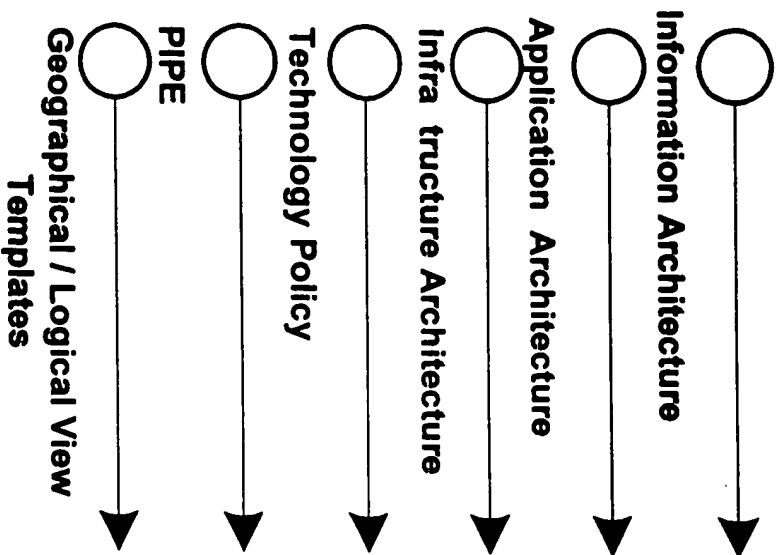 Information Architecture
Application Architecture
Infra tructure Architecture
Technology Policy
PIPE
Geographical / Logical View
Templates